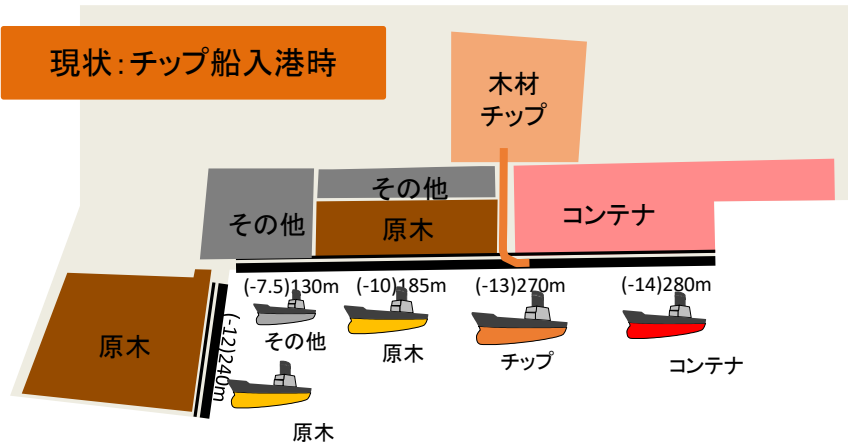 現状：チップ船入港時
木材
チップ
その他
その他
原木
コンテナ
(-7.5)130m
(-10)185m
(-13)270m
(-14)280m
原木
(-12)240m
その他
原木
チップ
コンテナ
原木